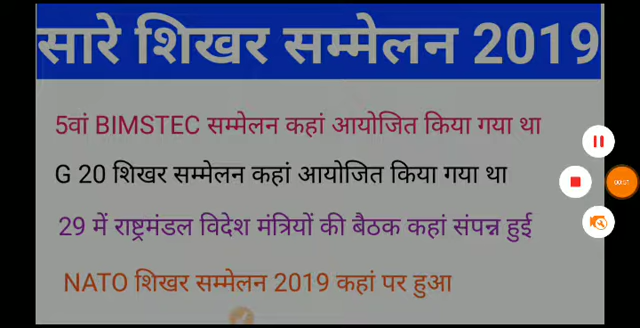 सारे शिखर सम्मेलन 2019
5वां BIMSTEC सम्मेलन कहां आयोजित किया गया था
G 20 शिखर सम्मेलन कहां आयोजित किया गया था
29 में राष्ट्रमंडल विदेश मंत्रियों की बैठक कहां संपन्न हुई
NATO शिखर सम्मेलन 2019 कहां पर हुआ